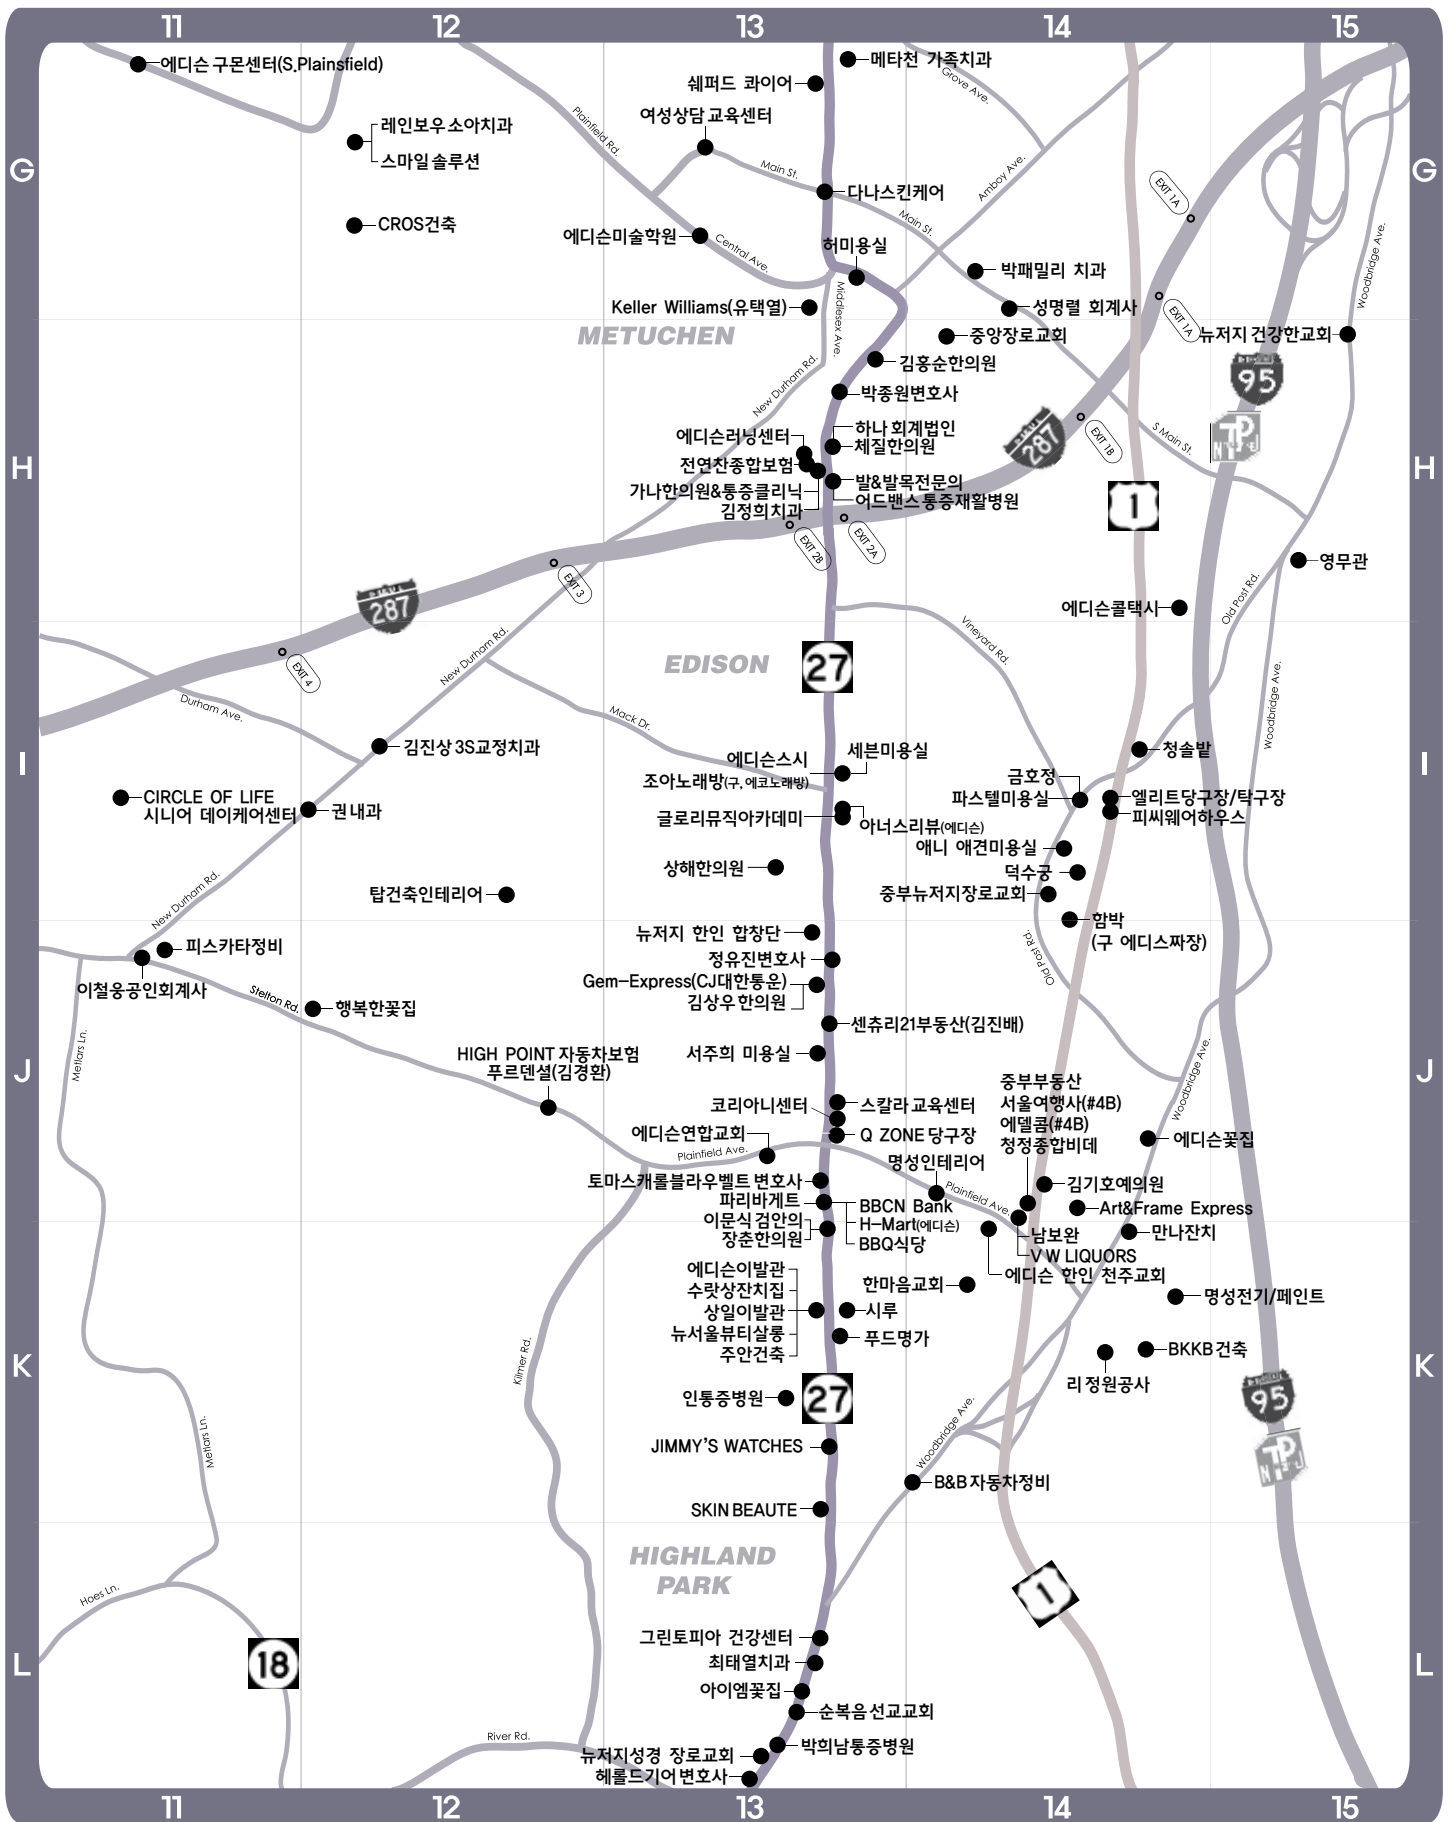 11 12 13 14 15
에디슨 구몬센터(S.Plainsfield)
메타천 가족치과
쉐퍼드 콰이어
Grove Ave.
레인보우 소아치과
스마일 솔루션
Plainfield Rd.
여성상담 교육센터
G
G
Main St.
Amboy Ave.
EXIT 1A
다나스킨케어
CROS건축
에디슨미술학원
Central Ave.
Main St.
허미용실
박패밀리 치과
Woodbridge Ave.
Keller Williams(유택열)
Middlesex Ave.
성명렬 회계사
EXIT 1A
METUCHEN
중앙장로교회
뉴저지 건강한교회
김홍순한의원
New Durham Rd.
박종원변호사
95
287
EXIT 1B
S Main St.
NTPJ
에디슨러닝센터
하나 회계법인
체질한의원
H
H
전연찬종합보험
가나한의원&통증클리닉
김정희치과
발&발목전문의
어드밴스통증재활병원
1
EXIT 2B
EXIT 2A
EXIT 3
영무관
287
에디슨콜택시
Old Post Rd.
Vineyard Rd.
EXIT 4
New Durham Rd.
EDISON
27
Durham Ave.
Mack Dr.
Woodbridge Ave.
김진상 3S교정치과
에디슨스시
세븐미용실
청솔밭
I
I
조아노래방(구, 에코노래방)
금호정
파스텔미용실
엘리트당구장/탁구장
피씨웨어하우스
CIRCLE OF LIFE
시니어 데이케어센터
권내과
글로리뮤직아카데미
아너스리뷰(에디슨)
애니 애견미용실
상해한의원
덕수궁
New Durham Rd.
탑건축인테리어
중부뉴저지장로교회
함박
(구 에디스짜장)
뉴저지 한인 합창단
피스카타정비
정유진변호사
Old Post Rd.
이철웅공인회계사
Gem-Express(CJ대한통운)
김상우한의원
Stelton Rd.
행복한꽃집
센츄리21부동산(김진배)
Metlars Ln.
HIGH POINT 자동차보험
푸르덴셜(김경환)
서주희 미용실
Woodbridge Ave.
J
J
중부부동산
서울여행사(#4B)
에델콤(#4B)
청정종합비데
코리아니센터
스칼라교육센터
Q ZONE 당구장
에디슨연합교회
에디슨꽃집
Plainfield Ave.
명성인테리어
토마스캐롤블라우벨트 변호사
Plainfield Ave.
김기호예의원
파리바게트
BBCN Bank
Art&Frame Express
이문식 검안의
H-Mart(에디슨)
장춘한의원
BBQ식당
남보완
만나잔치
V W LIQUORS
에디슨 한인 천주교회
에디슨이발관
수랏상잔치집
상일이발관
뉴서울뷰티살롱
주안건축
한마음교회
시루
명성전기/페인트
푸드명가
Kilmer Rd.
K
K
BKKB건축
리정원공사
인통증병원
27
95
Woodbridge Ave.
Metlars Ln.
JIMMY'S WATCHES
NTPJ
B&B 자동차정비
SKIN BEAUTE
HIGHLAND
PARK
Hoes Ln.
1
L
L
18
그린토피아 건강센터
최태열치과
아이엠꽃집
순복음선교교회
River Rd.
박희남통증병원
뉴저지성경 장로교회
헤롤드기어변호사
11 12 13 14 15